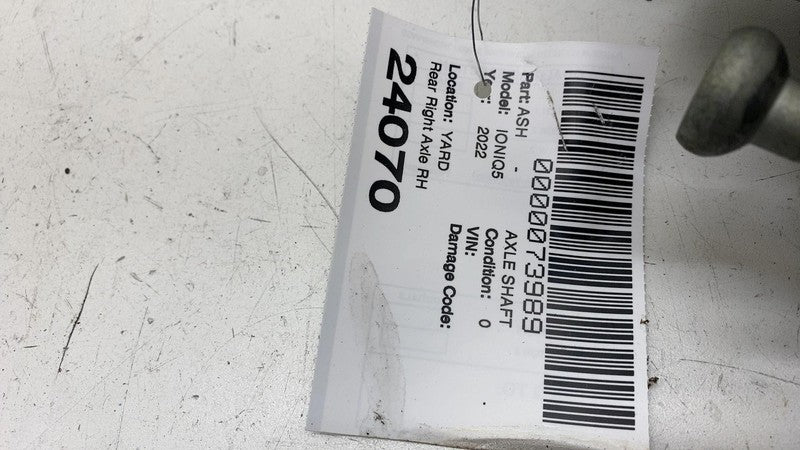 0000073989
Part: ASH - AXLE SHAFT
Model: IONIQ5 Condition: 0
Year: 2022 VIN:
Location: YARD Damage Code:
Rear Right Axle RH
24070